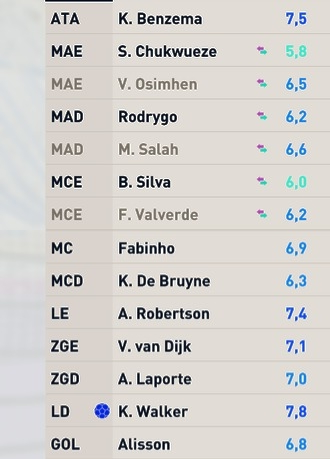 ATA K. Benzema 7,5
MAE S. Chukwueze 5,8
MAE V. Osimhen 6,5
MAD Rodrygo 6,2
MAD M. Salah 6,6
MCE B. Silva 6,0
MCE F. Valverde 6,2
MC Fabinho 6,9
MCD K. De Bruyne 6,3
LE A. Robertson 7,4
ZGE V. van Dijk 7,1
ZGD A. Laporte 7,0
LD K. Walker 7,8
GOL Alisson 6,8